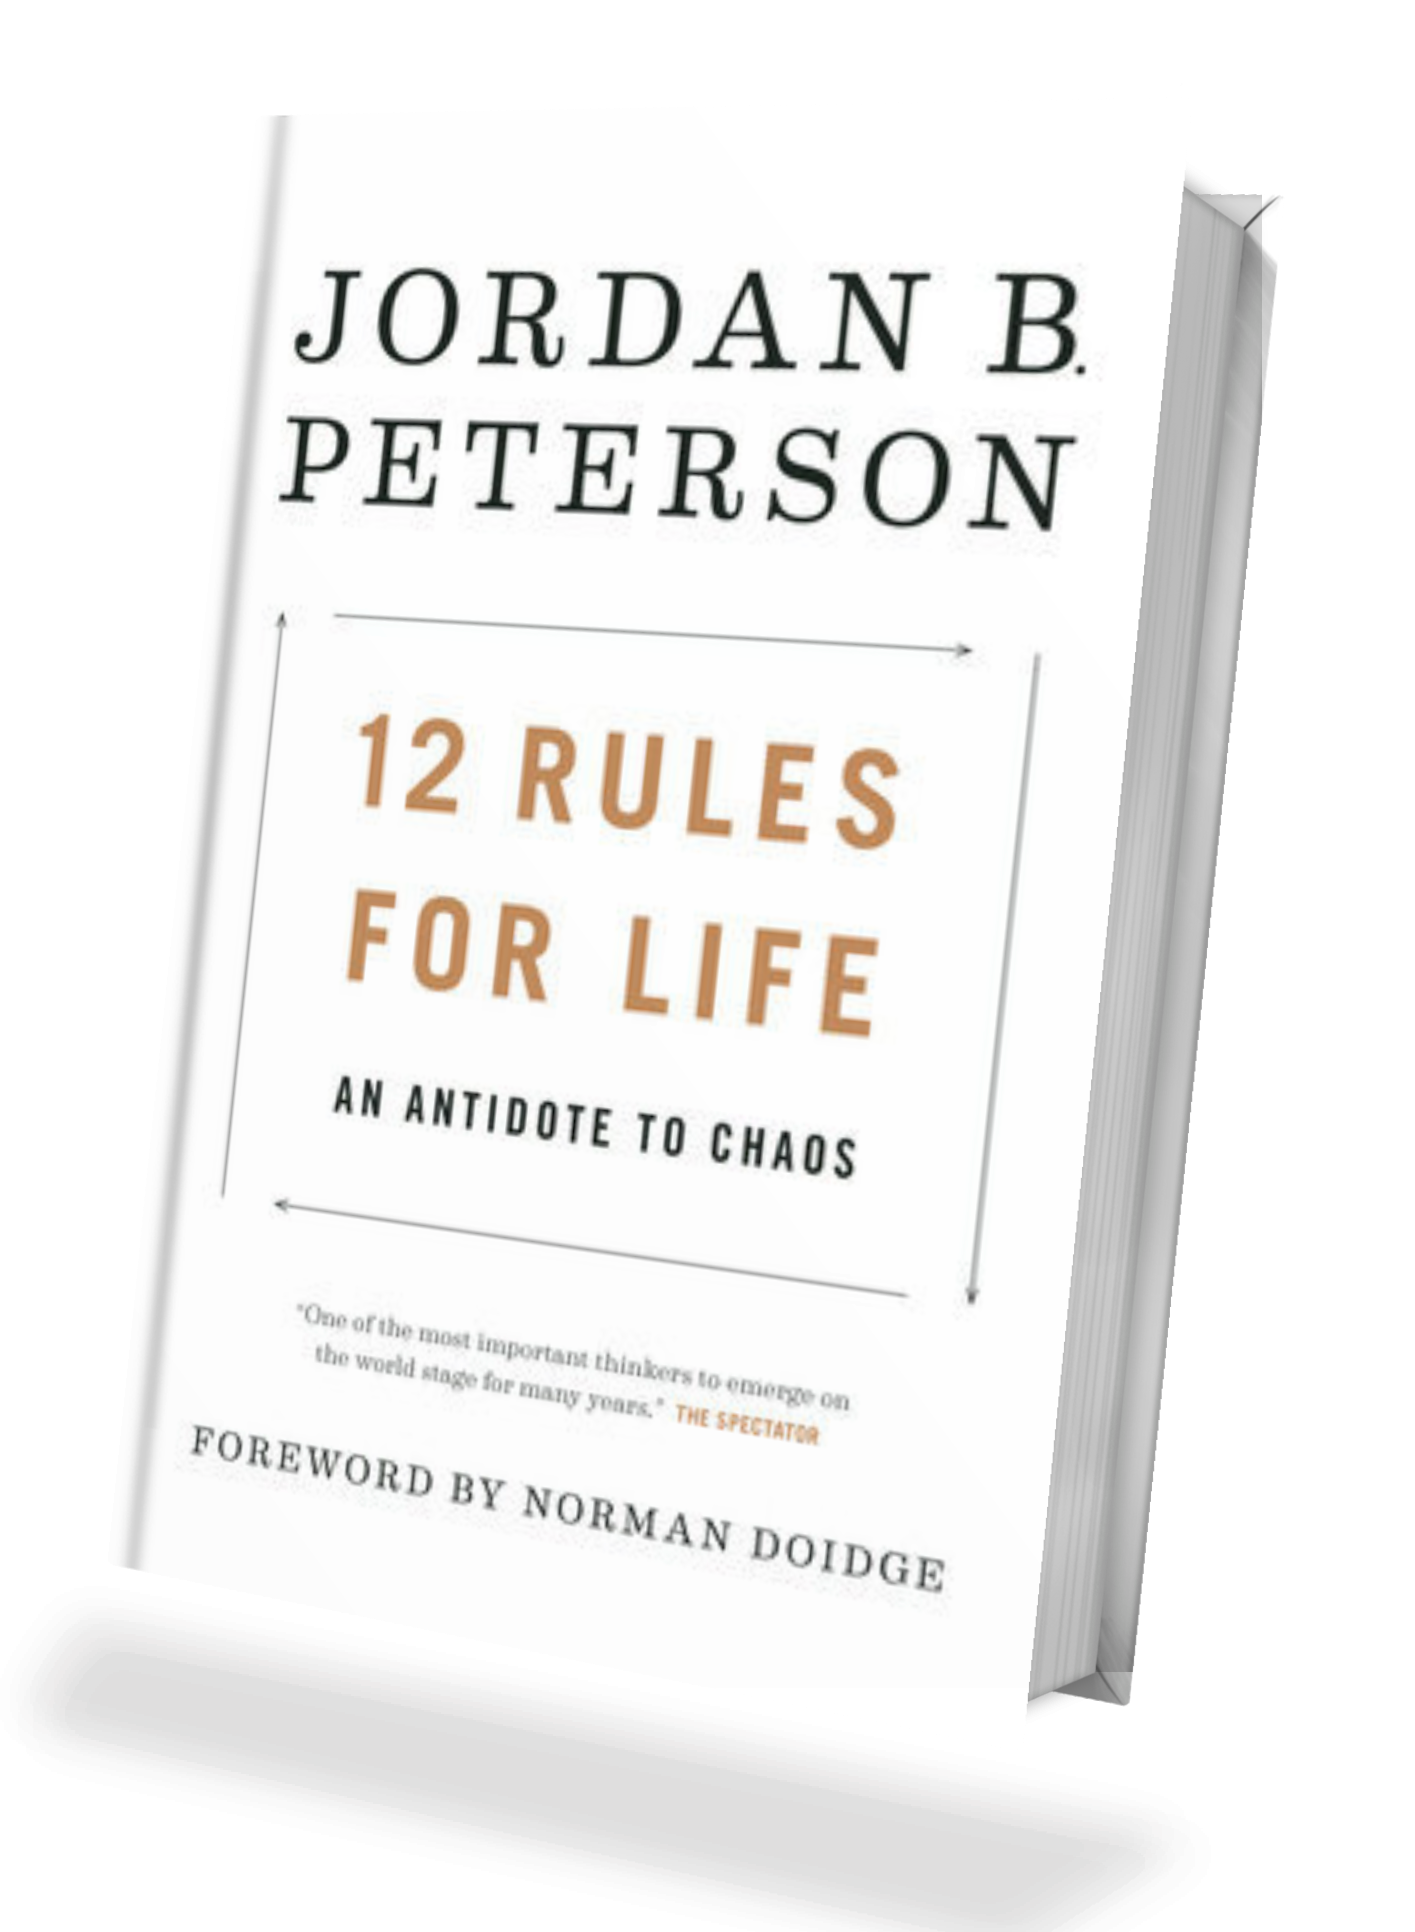 JORDAN B.
PETERSON
12 RULES
FOR LIFE
AN ANTIDOTE TO CHAOS
"One of the most important thinkers to emerge on
the world stage for many years." THE SPECTATOR
FOREWORD BY NORMAN DOIDGE